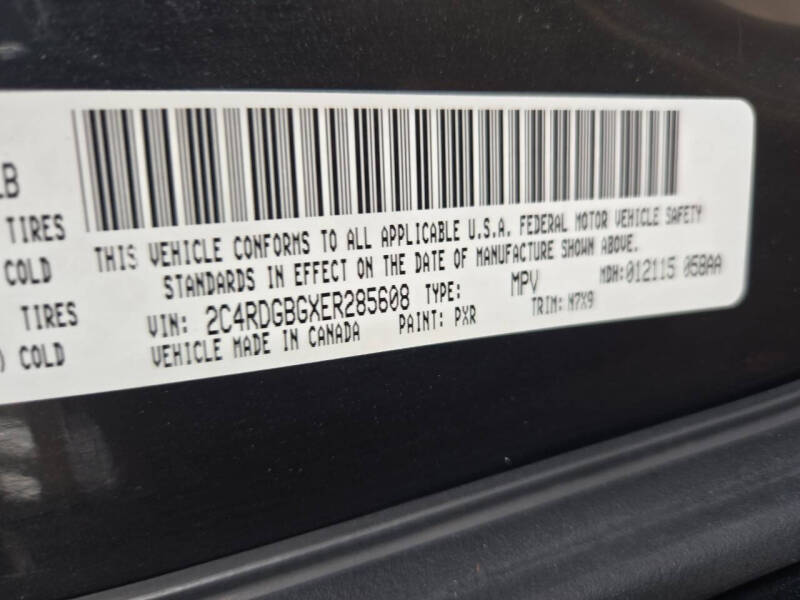 LB
TIRES
COLD
TIRES
) COLD
THIS VEHICLE CONFORMS TO ALL APPLICABLE U.S.A. FEDERAL MOTOR VEHICLE SAFETY
STANDARDS IN EFFECT ON THE DATE OF MANUFACTURE SHOWN ABOVE.
VIN: 2C4RDGBGXER285608 TYPE: MPV MDH: 012115 058AA
VEHICLE MADE IN CANADA PAINT: PXR TRIM: M7X9